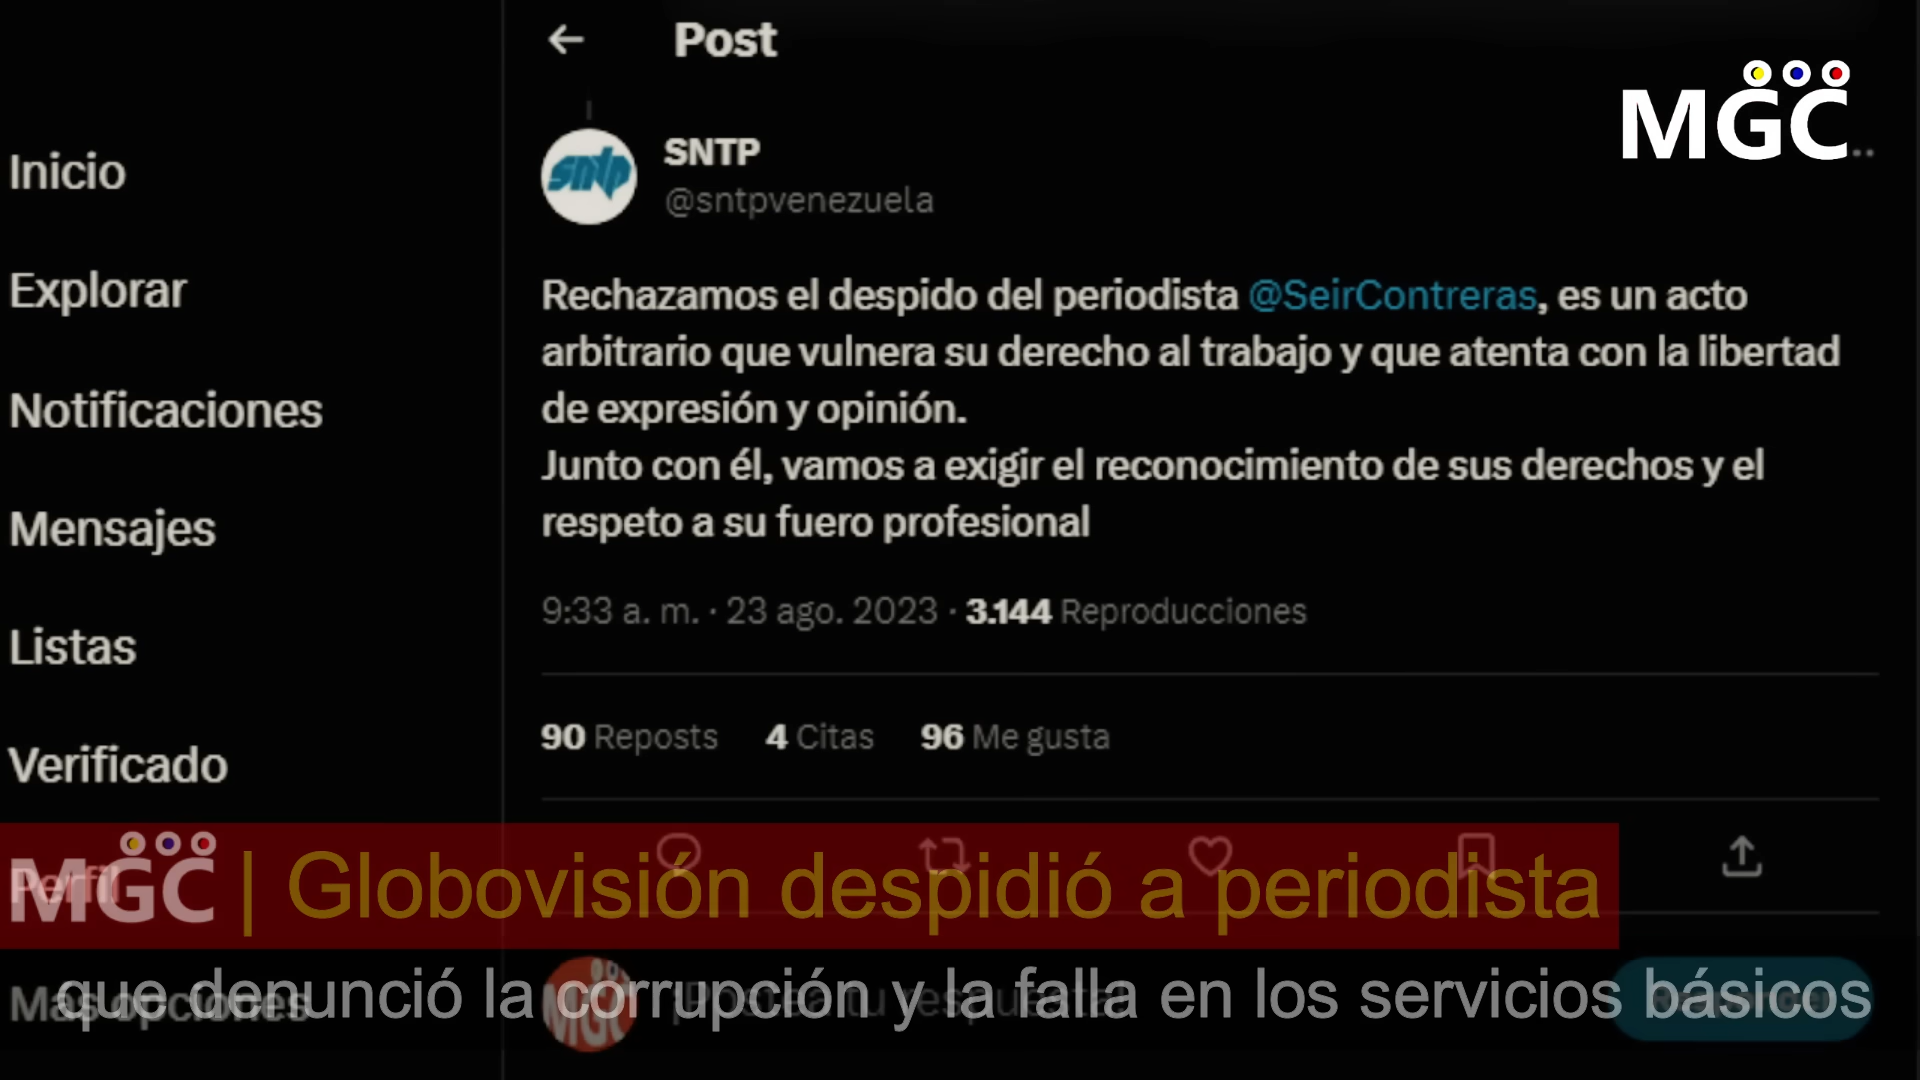 Post
MGC
SNTP
@sntpvenezuela
Inicio
Explorar
Notificaciones
Mensajes
Listas
Verificado
Perfil
Más opciones
Rechazamos el despido del periodista @SeirContreras, es un acto
arbitrario que vulnera su derecho al trabajo y que atenta con la libertad
de expresión y opinión.
Junto con él, vamos a exigir el reconocimiento de sus derechos y el
respeto a su fuero profesional
9:33 a. m. · 23 ago. 2023 · 3.144 Reproducciones
90 Reposts 4 Citas 96 Me gusta
MGC | Globovisión despidió a periodista
que denunció la corrupción y la falla en los servicios básicos